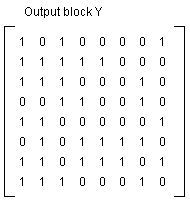 Output block Y
1 0 1 0 0 0 0 1
1 1 1 1 1 0 0 0
1 1 1 0 0 0 1 0
0 0 1 1 0 0 1 0
1 1 0 0 0 0 0 1
0 1 0 1 1 1 1 0
1 1 0 1 1 1 0 1
1 1 1 0 0 0 1 0